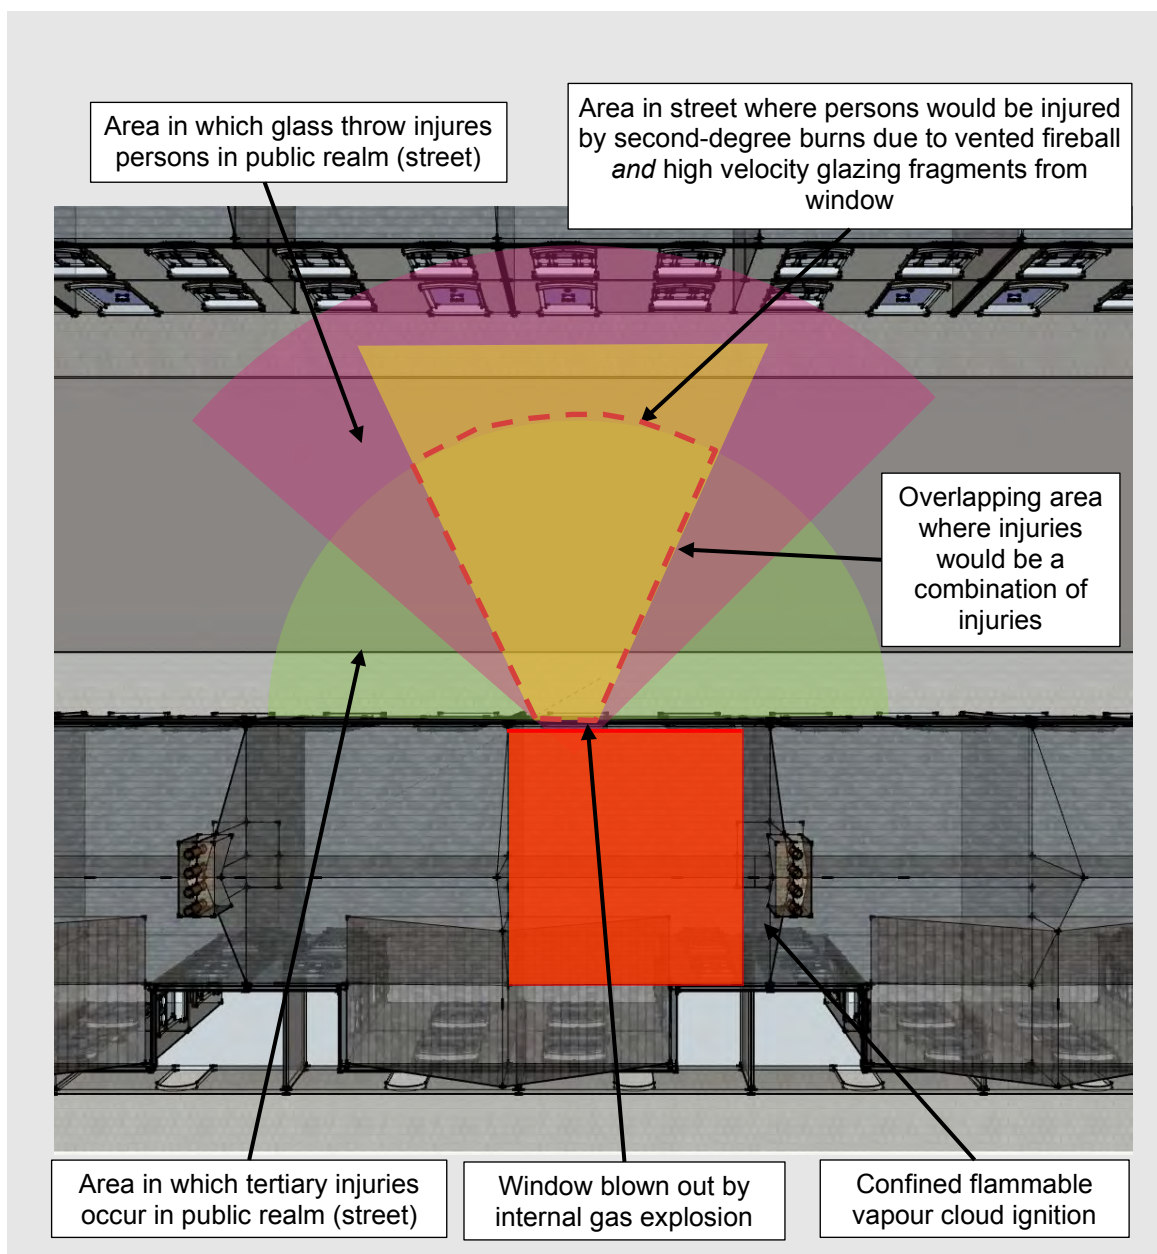 Area in which glass throw injures
persons in public realm (street)
Area in street where persons would be injured
by second-degree burns due to vented fireball
and high velocity glazing fragments from
window
Overlapping area
where injuries
would be a
combination of
injuries
Area in which tertiary injuries
occur in public realm (street)
Window blown out by
internal gas explosion
Confined flammable
vapour cloud ignition